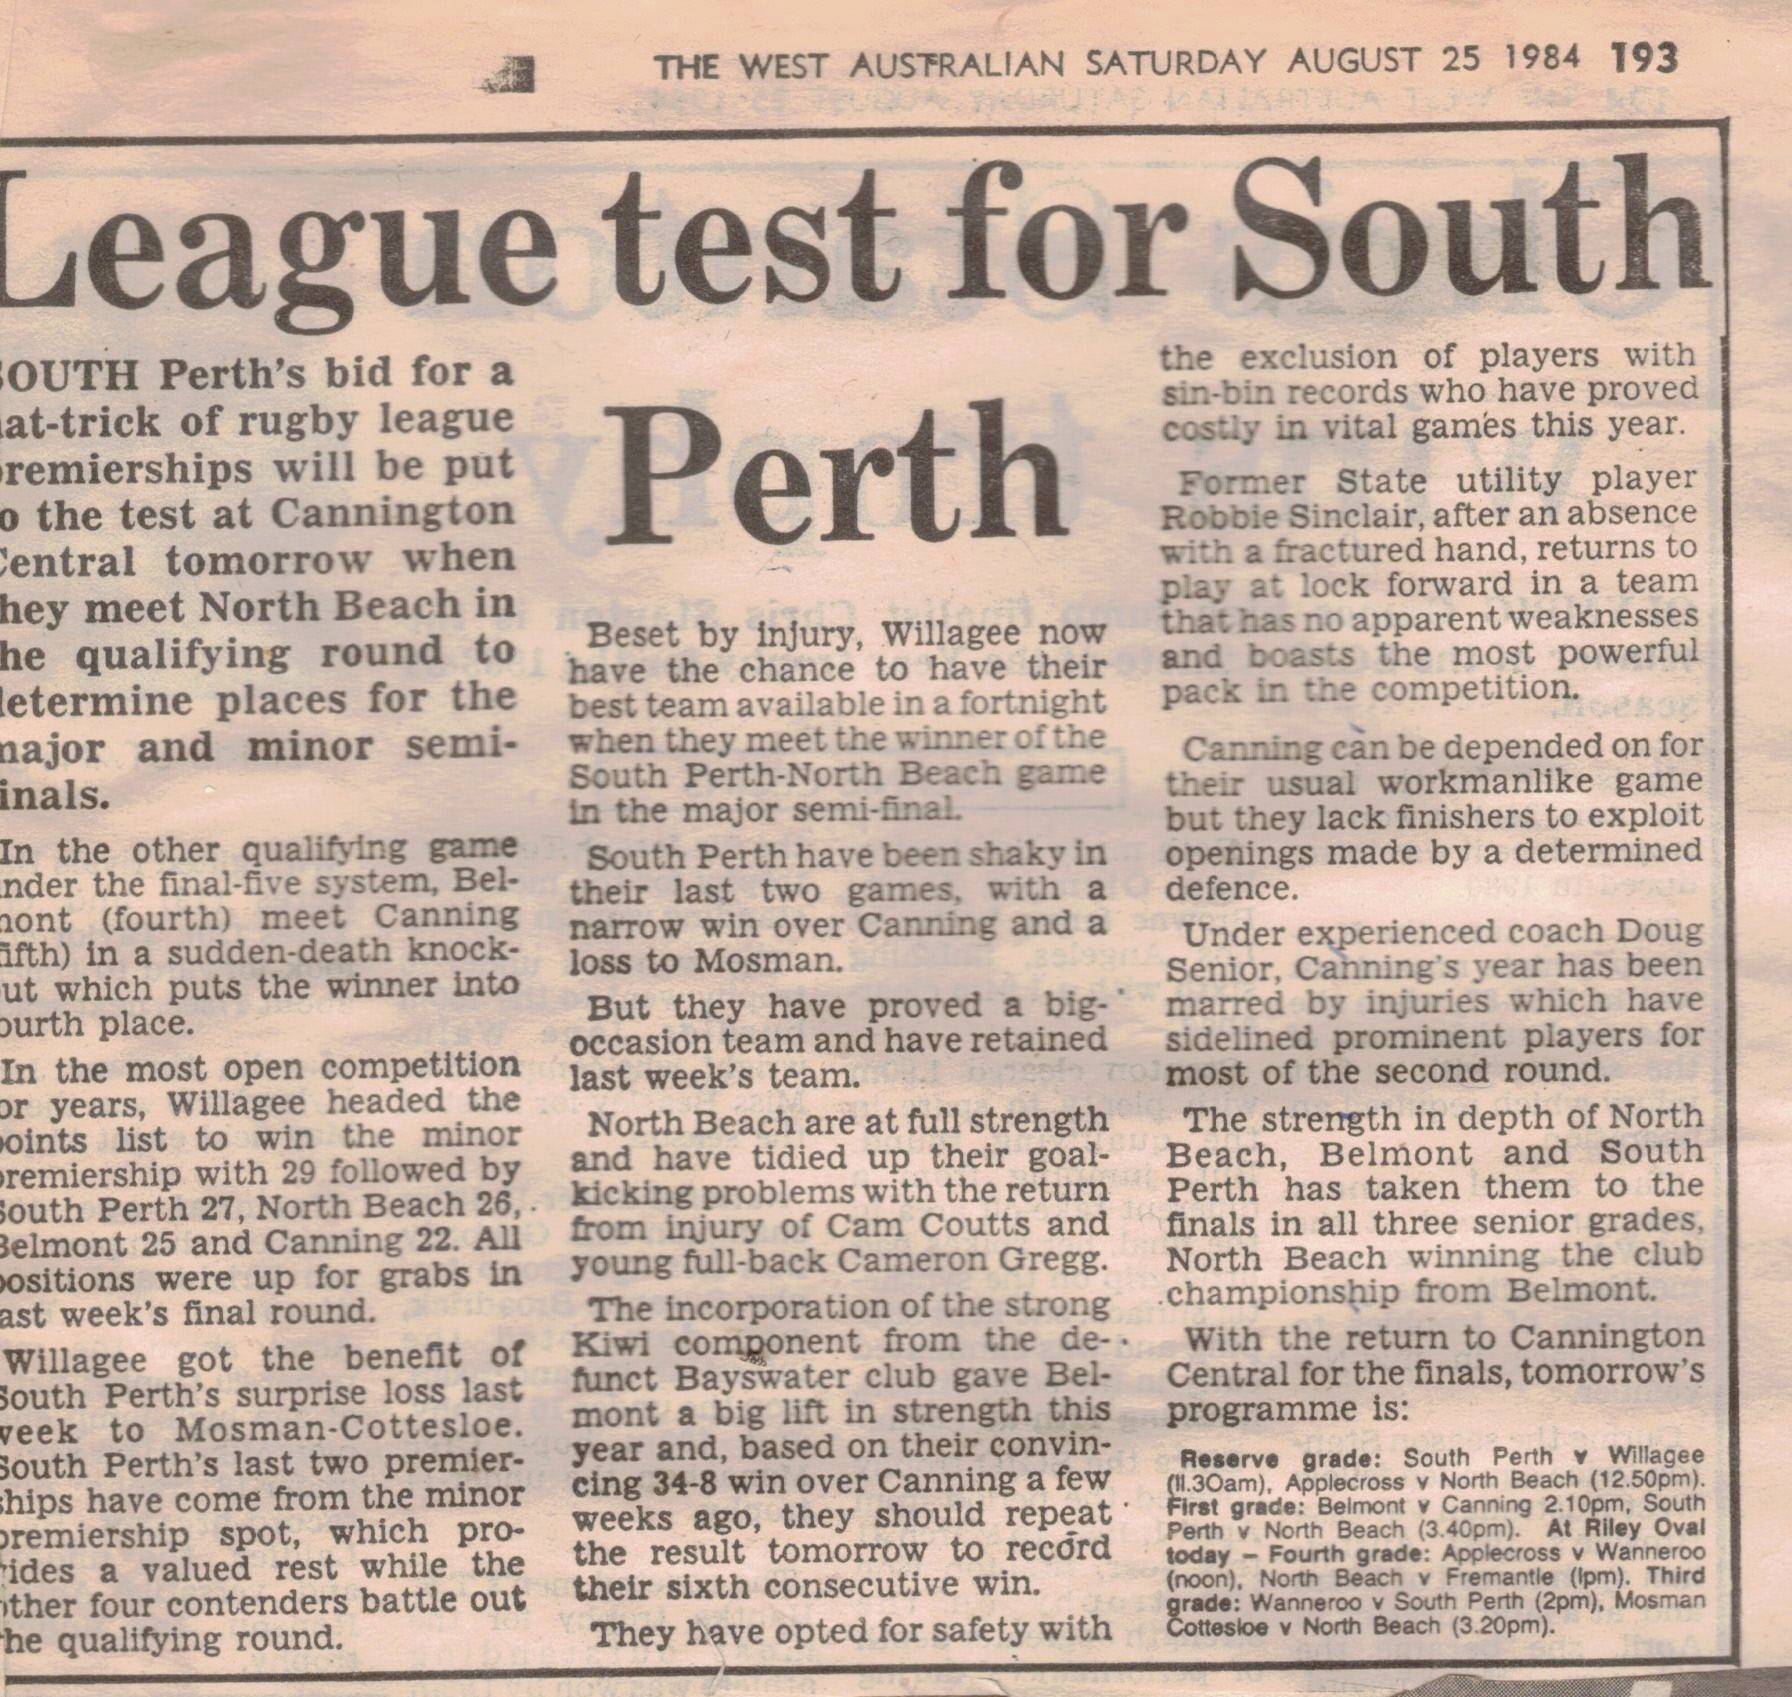 THE WEST AUSTRALIAN SATURDAY AUGUST 25 1984 193
League test for South
Perth
SOUTH Perth's bid for a
hat-trick of rugby league
premierships will be put
to the test at Cannington
Central tomorrow when
they meet North Beach in
the qualifying round to
determine places for the
major and minor semi-
finals.
In the other qualifying game
under the final-five system, Bel-
mont (fourth) meet Canning
(fifth) in a sudden-death knock-
out which puts the winner into
fourth place.
In the most open competition
for years, Willagee headed the
points list to win the minor
premiership with 29 followed by
South Perth 27, North Beach 26,
Belmont 25 and Canning 22. All
positions were up for grabs in
last week's final round.
Willagee got the benefit of
South Perth's surprise loss last
week to Mosman-Cottesloe.
South Perth's last two premier-
ships have come from the minor
premiership spot, which pro-
vides a valued rest while the
other four contenders battle out
the qualifying round.
Beset by injury, Willagee now
have the chance to have their
best team available in a fortnight
when they meet the winner of the
South Perth-North Beach game
in the major semi-final.
South Perth have been shaky in
their last two games, with a
narrow win over Canning and a
loss to Mosman.
But they have proved a big-
occasion team and have retained
last week's team.
North Beach are at full strength
and have tidied up their goal-
kicking problems with the return
from injury of Cam Coutts and
young full-back Cameron Gregg.
The incorporation of the strong
Kiwi component from the de-
funct Bayswater club gave Bel-
mont a big lift in strength this
year and, based on their convin-
cing 34-8 win over Canning a few
weeks ago, they should repeat
the result tomorrow to record
their sixth consecutive win.
They have opted for safety with
the exclusion of players with
sin-bin records who have proved
costly in vital games this year.
Former State utility player
Robbie Sinclair, after an absence
with a fractured hand, returns to
play at lock forward in a team
that has no apparent weaknesses
and boasts the most powerful
pack in the competition.
Canning can be depended on for
their usual workmanlike game
but they lack finishers to exploit
openings made by a determined
defence.
Under experienced coach Doug
Senior, Canning's year has been
marred by injuries which have
sidelined prominent players for
most of the second round.
The strength in depth of North
Beach, Belmont and South
Perth has taken them to the
finals in all three senior grades,
North Beach winning the club
championship from Belmont.
With the return to Cannington
Central for the finals, tomorrow's
programme is:
Reserve grade: South Perth v Willagee
(11.30am), Applecross v North Beach (12.50pm).
First grade: Belmont v Canning 2.10pm, South
Perth v North Beach (3.40pm). At Riley Oval
today — Fourth grade: Applecross v Wanneroo
(noon), North Beach v Fremantle (1pm). Third
grade: Wanneroo v South Perth (2pm), Mosman
Cottesloe v North Beach (3.20pm).